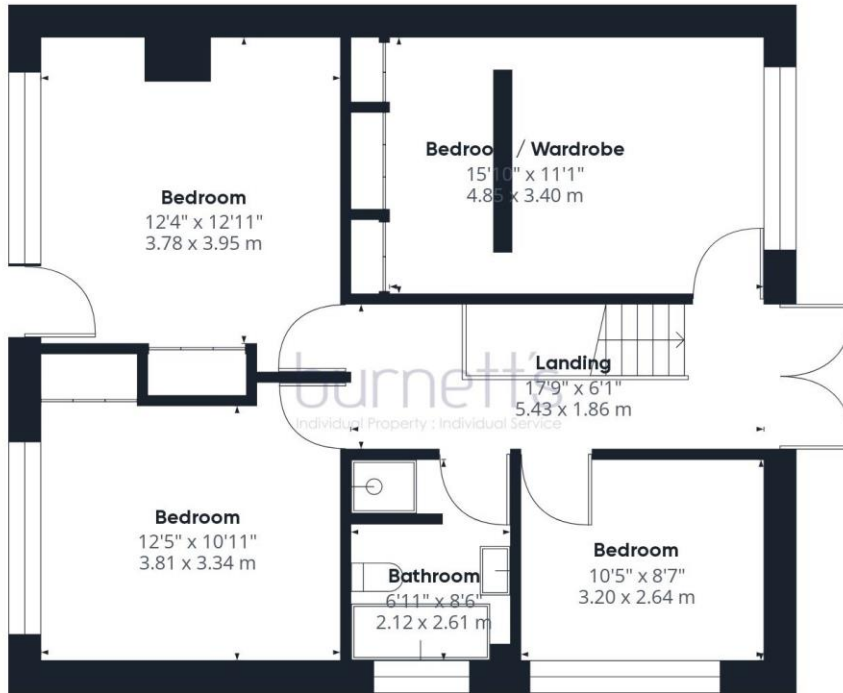 Bedroom
12'4" x 12'11"
3.78 x 3.95 m
Bedroom / Wardrobe
15'10" x 11'1"
4.85 x 3.40 m
burnett's
Individual Property : Individual Service
Landing
17'9" x 6'1"
5.43 x 1.86 m
Bedroom
12'5" x 10'11"
3.81 x 3.34 m
Bathroom
6'11" x 8'6"
2.12 x 2.61 m
Bedroom
10'5" x 8'7"
3.20 x 2.64 m